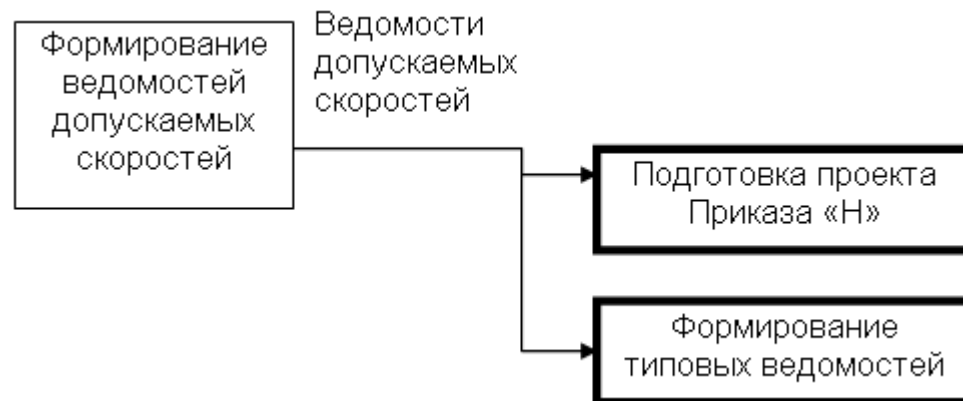 Формирование
ведомостей
допускаемых
скоростей
Ведомости
допускаемых
скоростей
Подготовка проекта
Приказа «Н»
Формирование
типовых ведомостей